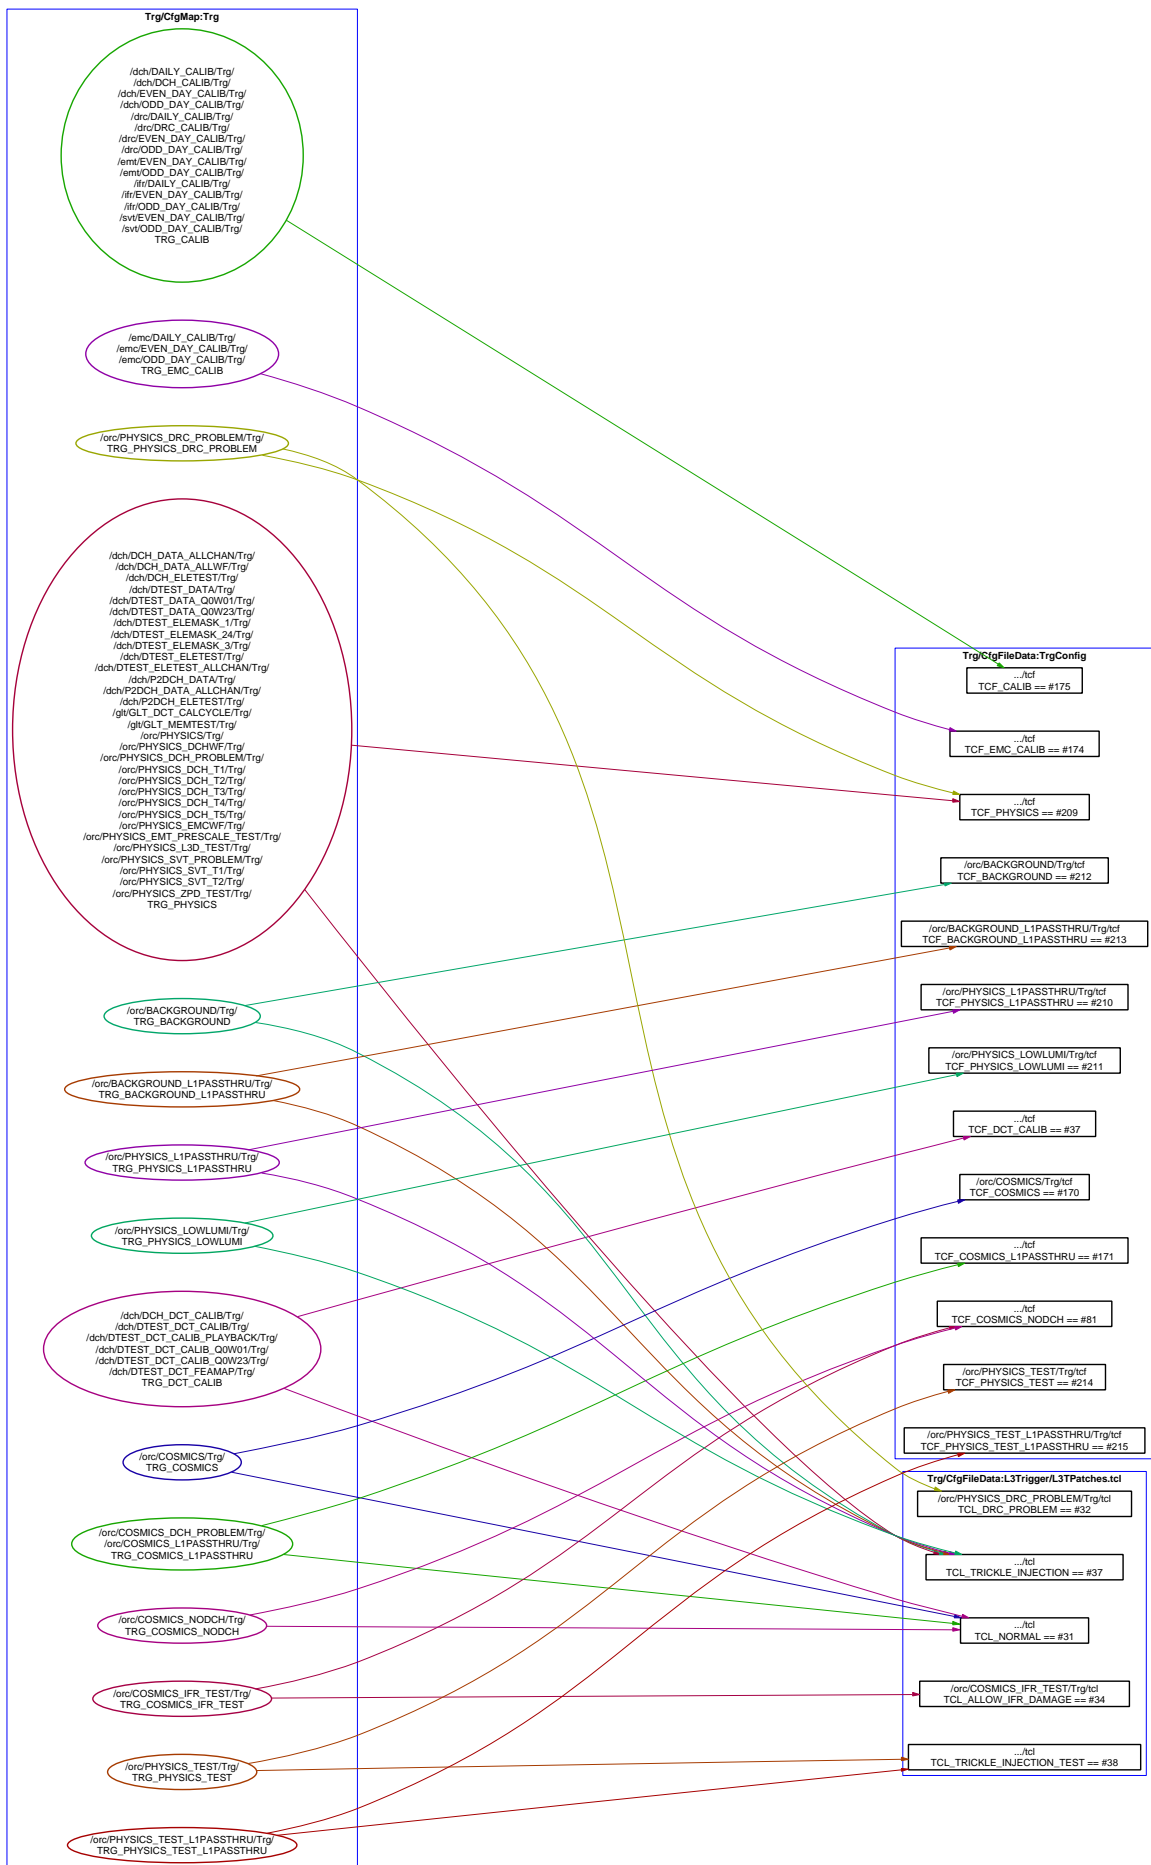 Trg/CfgMap:Trg
/dch/DAILY_CALIB/Trg/
/dch/DCH_CALIB/Trg/
/dch/EVEN_DAY_CALIB/Trg/
/dch/ODD_DAY_CALIB/Trg/
/drc/DAILY_CALIB/Trg/
/drc/DRC_CALIB/Trg/
/drc/EVEN_DAY_CALIB/Trg/
/drc/ODD_DAY_CALIB/Trg/
/emt/EVEN_DAY_CALIB/Trg/
/emt/ODD_DAY_CALIB/Trg/
/ifr/DAILY_CALIB/Trg/
/ifr/EVEN_DAY_CALIB/Trg/
/ifr/ODD_DAY_CALIB/Trg/
/svt/EVEN_DAY_CALIB/Trg/
/svt/ODD_DAY_CALIB/Trg/
TRG_CALIB
/emc/DAILY_CALIB/Trg/
/emc/EVEN_DAY_CALIB/Trg/
/emc/ODD_DAY_CALIB/Trg/
TRG_EMC_CALIB
/orc/PHYSICS_DRC_PROBLEM/Trg/
TRG_PHYSICS_DRC_PROBLEM
/dch/DCH_DATA_ALLCHAN/Trg/
/dch/DCH_DATA_ALLWF/Trg/
/dch/DCH_ELETEST/Trg/
/dch/DTEST_DATA/Trg/
/dch/DTEST_DATA_Q0W01/Trg/
/dch/DTEST_DATA_Q0W23/Trg/
/dch/DTEST_ELEMASK_1/Trg/
/dch/DTEST_ELEMASK_24/Trg/
/dch/DTEST_ELEMASK_3/Trg/
/dch/DTEST_ELETEST/Trg/
/dch/DTEST_ELETEST_ALLCHAN/Trg/
/dch/P2DCH_DATA/Trg/
/dch/P2DCH_DATA_ALLCHAN/Trg/
/dch/P2DCH_ELETEST/Trg/
/glt/GLT_DCT_CALCYCLE/Trg/
/glt/GLT_MEMTEST/Trg/
/orc/PHYSICS/Trg/
/orc/PHYSICS_DCHWF/Trg/
/orc/PHYSICS_DCH_PROBLEM/Trg/
/orc/PHYSICS_DCH_T1/Trg/
/orc/PHYSICS_DCH_T2/Trg/
/orc/PHYSICS_DCH_T3/Trg/
/orc/PHYSICS_DCH_T4/Trg/
/orc/PHYSICS_DCH_T5/Trg/
/orc/PHYSICS_EMCWF/Trg/
/orc/PHYSICS_EMT_PRESCALE_TEST/Trg/
/orc/PHYSICS_L3D_TEST/Trg/
/orc/PHYSICS_SVT_PROBLEM/Trg/
/orc/PHYSICS_SVT_T1/Trg/
/orc/PHYSICS_SVT_T2/Trg/
/orc/PHYSICS_ZPD_TEST/Trg/
TRG_PHYSICS
/orc/BACKGROUND/Trg/
TRG_BACKGROUND
/orc/BACKGROUND_L1PASSTHRU/Trg/
TRG_BACKGROUND_L1PASSTHRU
/orc/PHYSICS_L1PASSTHRU/Trg/
TRG_PHYSICS_L1PASSTHRU
/orc/PHYSICS_LOWLUMI/Trg/
TRG_PHYSICS_LOWLUMI
/dch/DCH_DCT_CALIB/Trg/
/dch/DTEST_DCT_CALIB/Trg/
/dch/DTEST_DCT_CALIB_PLAYBACK/Trg/
/dch/DTEST_DCT_CALIB_Q0W01/Trg/
/dch/DTEST_DCT_CALIB_Q0W23/Trg/
/dch/DTEST_DCT_FEAMAP/Trg/
TRG_DCT_CALIB
/orc/COSMICS/Trg/
TRG_COSMICS
/orc/COSMICS_DCH_PROBLEM/Trg/
/orc/COSMICS_L1PASSTHRU/Trg/
TRG_COSMICS_L1PASSTHRU
/orc/COSMICS_NODCH/Trg/
TRG_COSMICS_NODCH
/orc/COSMICS_IFR_TEST/Trg/
TRG_COSMICS_IFR_TEST
/orc/PHYSICS_TEST/Trg/
TRG_PHYSICS_TEST
/orc/PHYSICS_TEST_L1PASSTHRU/Trg/
TRG_PHYSICS_TEST_L1PASSTHRU
Trg/CfgFileData:TrgConfig
.../tcf
TCF_CALIB == #175
.../tcf
TCF_EMC_CALIB == #174
.../tcf
TCF_PHYSICS == #209
/orc/BACKGROUND/Trg/tcf
TCF_BACKGROUND == #212
/orc/BACKGROUND_L1PASSTHRU/Trg/tcf
TCF_BACKGROUND_L1PASSTHRU == #213
/orc/PHYSICS_L1PASSTHRU/Trg/tcf
TCF_PHYSICS_L1PASSTHRU == #210
/orc/PHYSICS_LOWLUMI/Trg/tcf
TCF_PHYSICS_LOWLUMI == #211
.../tcf
TCF_DCT_CALIB == #37
/orc/COSMICS/Trg/tcf
TCF_COSMICS == #170
.../tcf
TCF_COSMICS_L1PASSTHRU == #171
.../tcf
TCF_COSMICS_NODCH == #81
/orc/PHYSICS_TEST/Trg/tcf
TCF_PHYSICS_TEST == #214
/orc/PHYSICS_TEST_L1PASSTHRU/Trg/tcf
TCF_PHYSICS_TEST_L1PASSTHRU == #215
Trg/CfgFileData:L3Trigger/L3TPatches.tcl
/orc/PHYSICS_DRC_PROBLEM/Trg/tcl
TCL_DRC_PROBLEM == #32
.../tcl
TCL_TRICKLE_INJECTION == #37
.../tcl
TCL_NORMAL == #31
/orc/COSMICS_IFR_TEST/Trg/tcl
TCL_ALLOW_IFR_DAMAGE == #34
.../tcl
TCL_TRICKLE_INJECTION_TEST == #38